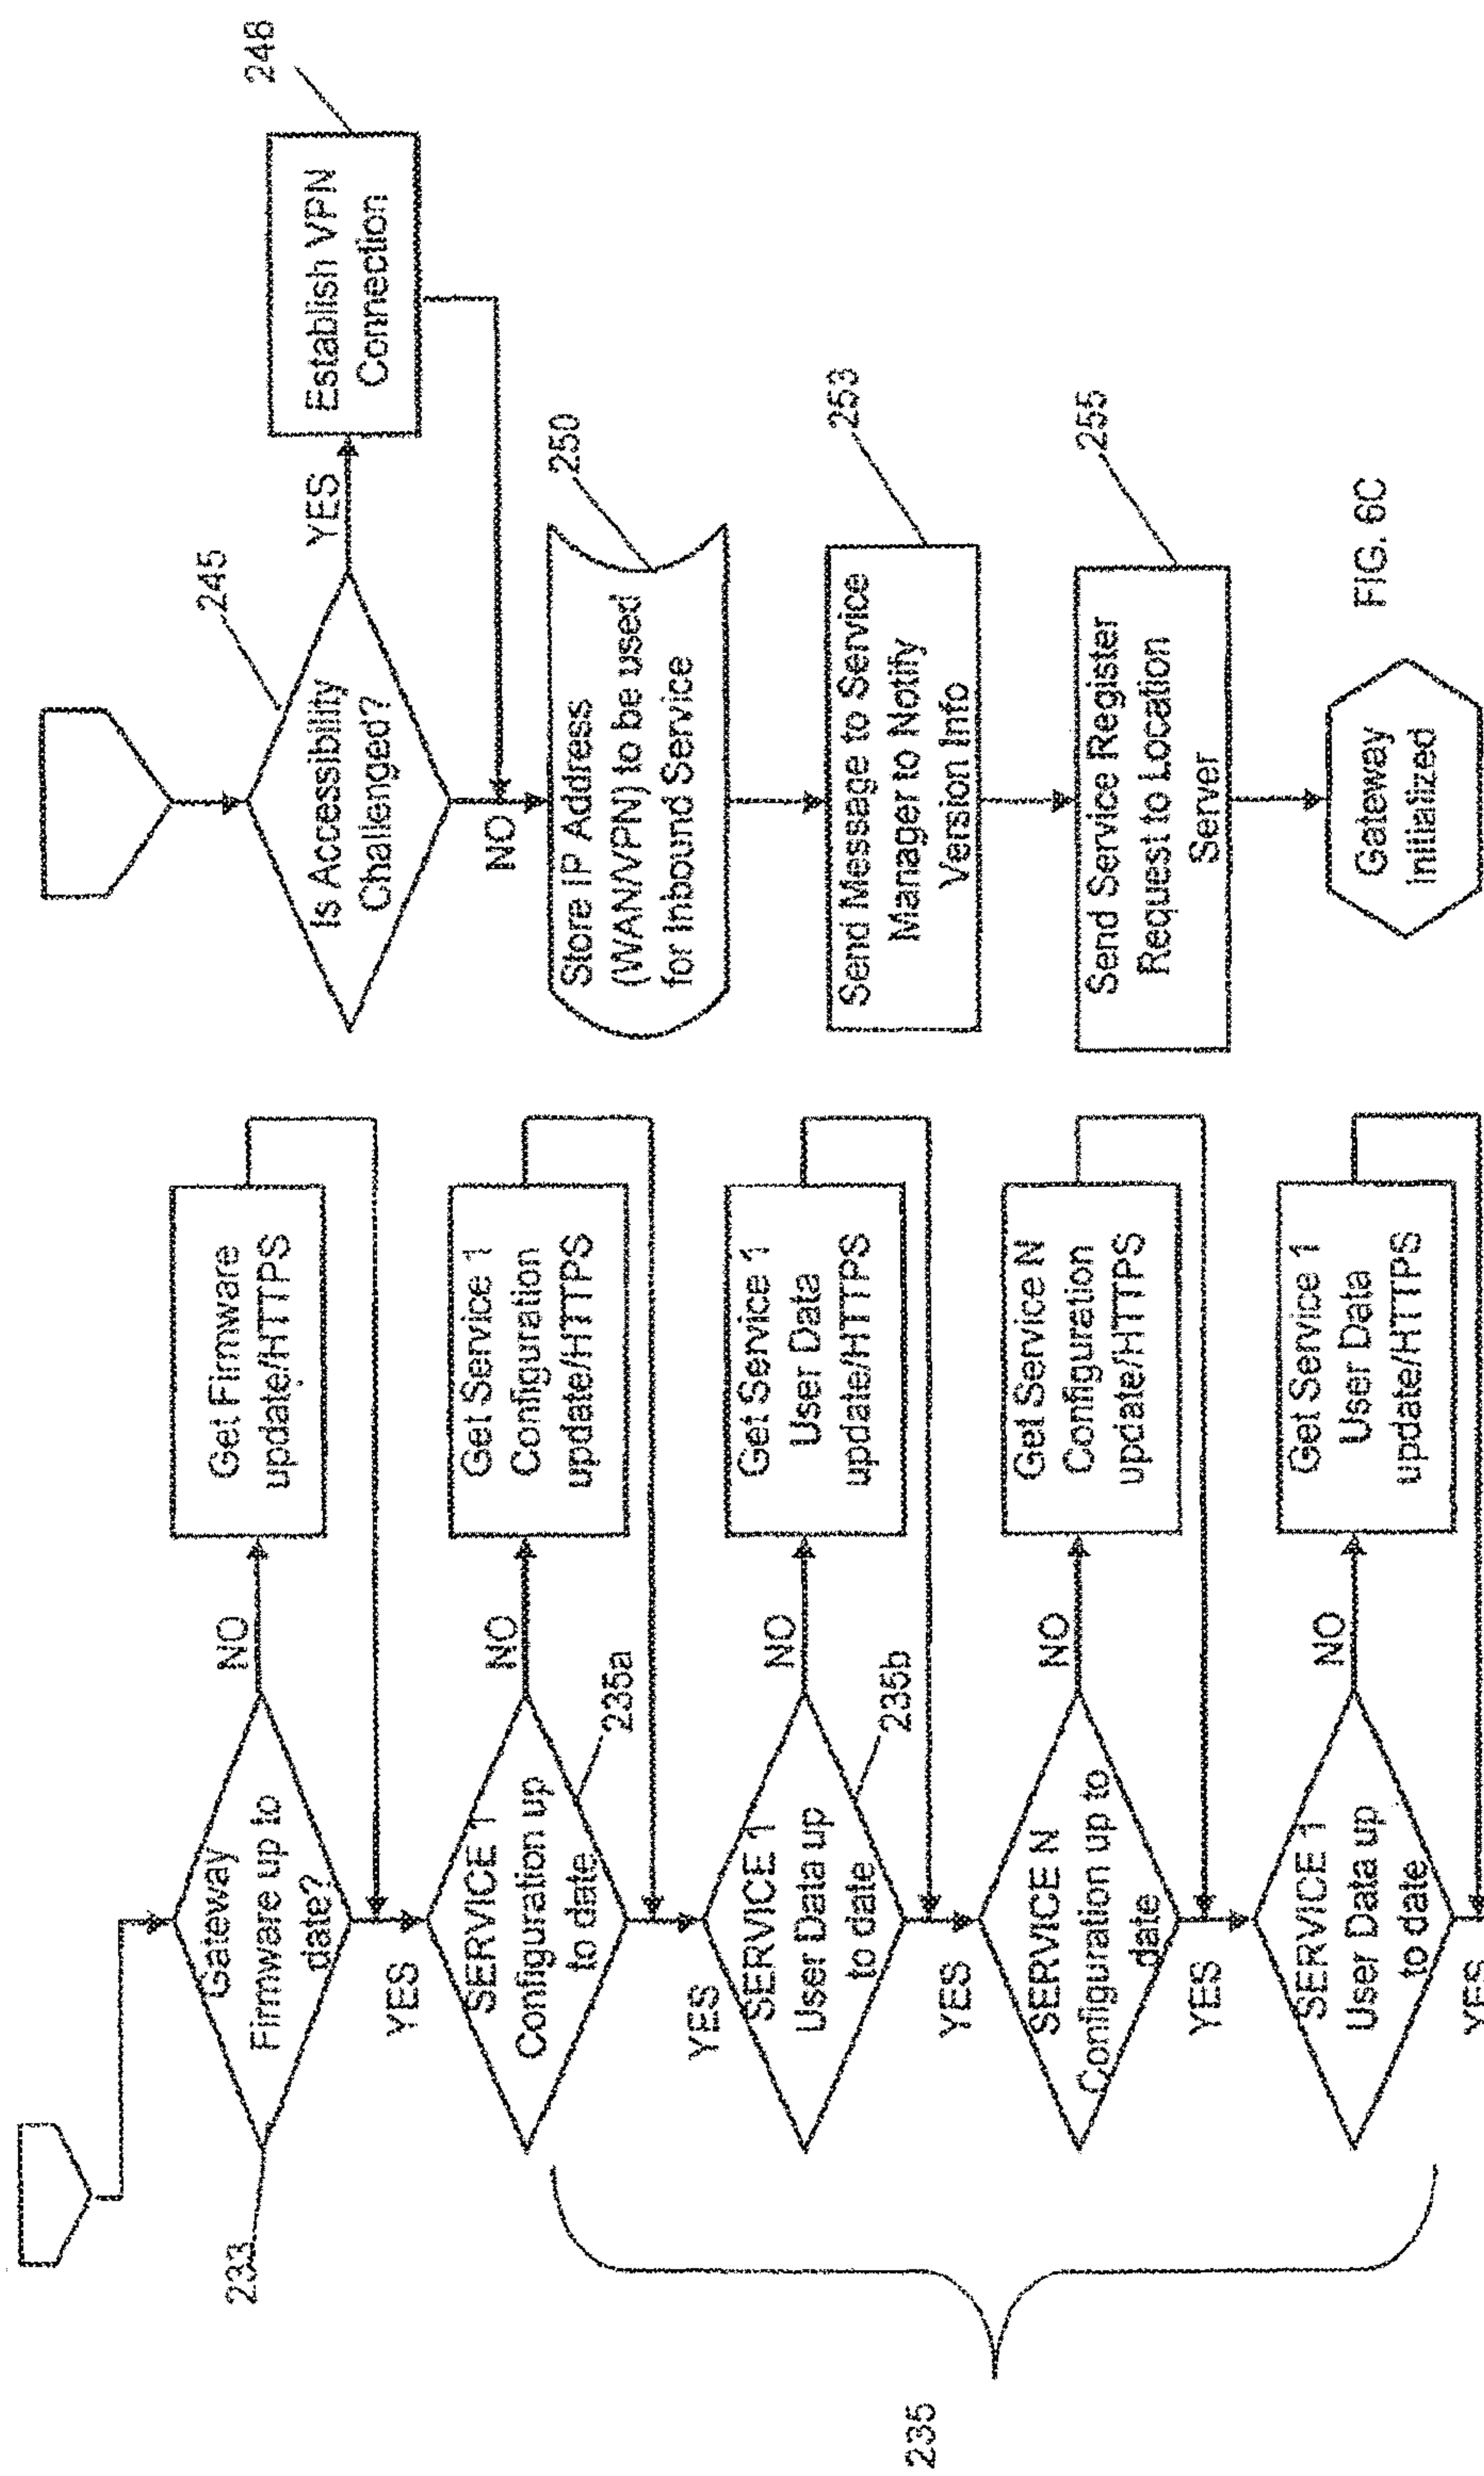 233
Gateway
Firmware up to
date?
NO
Get Firmware
update/HTTPS
YES
SERVICE 1
Configuration up
to date
235a
NO
Get Service 1
Configuration
update/HTTPS
YES
SERVICE 1
User Data up
to date
235b
NO
Get Service 1
User Data
update/HTTPS
YES
SERVICE N
Configuration up to
date
NO
Get Service N
Configuration
update/HTTPS
YES
SERVICE 1
User Data up
to date
NO
Get Service 1
User Data
update/HTTPS
YES
235
Is Accessibility
Challenged?
245
YES
Establish VPN
Connection
248
NO
Store IP Address
(WAN/VPN) to be used
for Inbound Service
250
Send Message to Service
Manager to Notify
Version Info
253
Send Service Register
Request to Location
Server
255
Gateway
Initialized
FIG. 6C